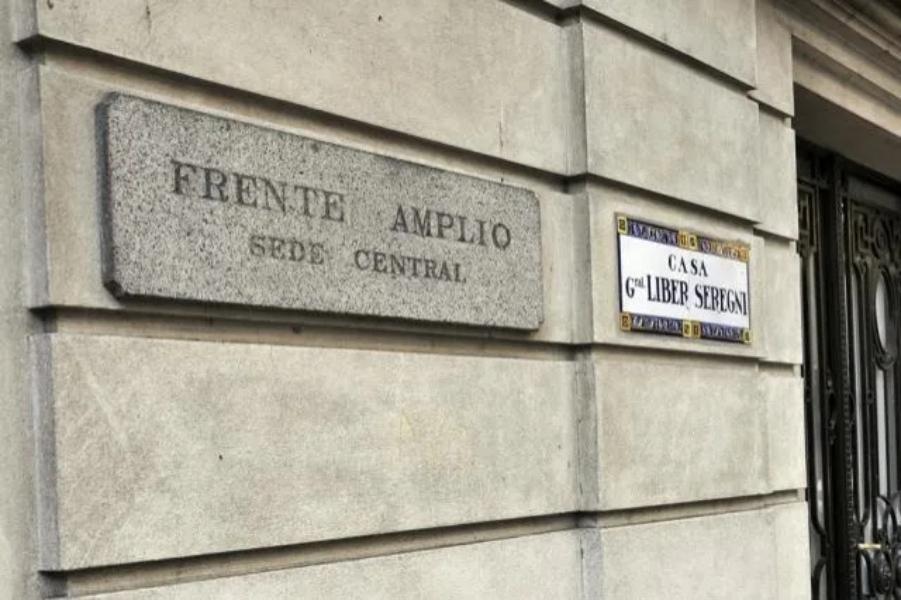 FRENTE AMPLIO
SEDE CENTRAL
CASA
Gral LIBER SEREGNI